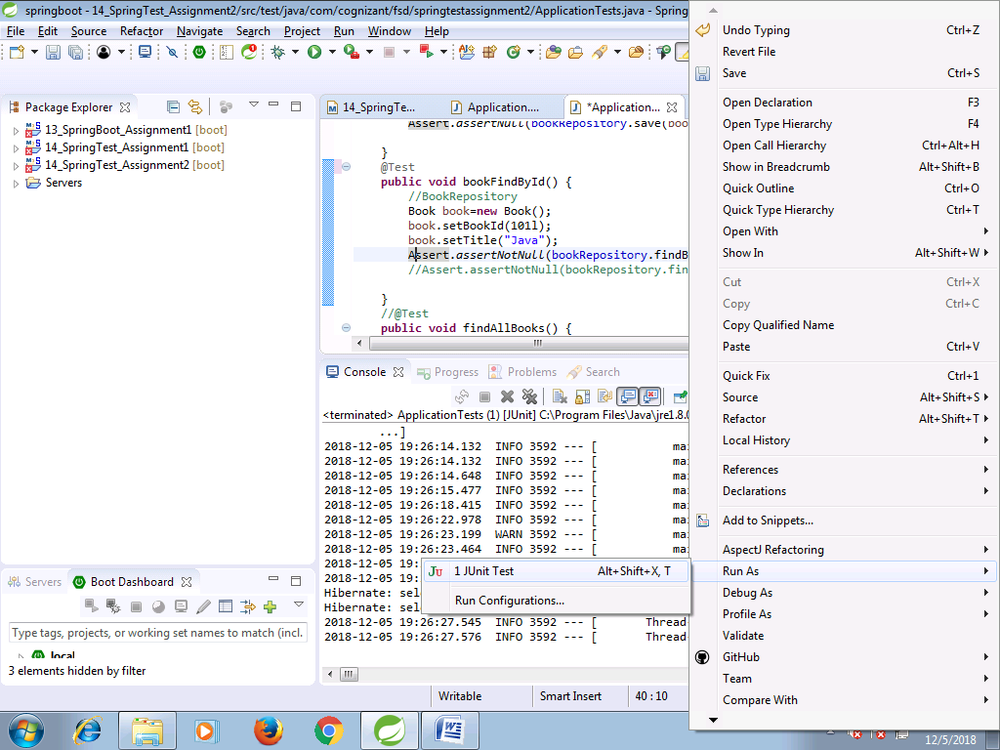 springboot - 14_SpringTest_Assignment2/src/test/java/com/cognizant/fsd/springtestassignment2/ApplicationTests.java - Spring
File Edit Source Refactor Navigate Search Project Run Window Help
Package Explorer
13_SpringBoot_Assignment1 [boot]
14_SpringTest_Assignment1 [boot]
14_SpringTest_Assignment2 [boot]
Servers
14_SpringTe... Application.... *Application...
Assert.assertNull(bookRepository.save(boo
}
@Test
public void bookFindById() {
//BookRepository
Book book=new Book();
book.setBookId(101l);
book.setTitle("Java");
Assert.assertNotNull(bookRepository.findB
//Assert.assertNotNull(bookRepository.fin
}
//@Test
public void findAllBooks() {
Console Progress Problems Search
<terminated> ApplicationTests (1) [JUnit] C:\Program Files\Java\jre1.8.0
...]
2018-12-05 19:26:14.132 INFO 3592 --- [ mai
2018-12-05 19:26:14.132 INFO 3592 --- [ mai
2018-12-05 19:26:14.648 INFO 3592 --- [ mai
2018-12-05 19:26:15.477 INFO 3592 --- [ mai
2018-12-05 19:26:18.415 INFO 3592 --- [ mai
2018-12-05 19:26:22.978 INFO 3592 --- [ mai
2018-12-05 19:26:23.199 WARN 3592 --- [ mai
2018-12-05 19:26:23.464 INFO 3592 --- [ mai
2018-12-05 19:
2018-12-05 19:
Hibernate: sel
Hibernate: sel
2018-12-05 19:26:27.545 INFO 3592 --- [ Thread
2018-12-05 19:26:27.576 INFO 3592 --- [ Thread
1 JUnit Test Alt+Shift+X, T
Run Configurations...
Servers Boot Dashboard
Type tags, projects, or working set names to match (incl.
local
3 elements hidden by filter
Writable Smart Insert 40 : 10
Undo Typing Ctrl+Z
Revert File
Save Ctrl+S
Open Declaration F3
Open Type Hierarchy F4
Open Call Hierarchy Ctrl+Alt+H
Show in Breadcrumb Alt+Shift+B
Quick Outline Ctrl+O
Quick Type Hierarchy Ctrl+T
Open With
Show In Alt+Shift+W
Cut Ctrl+X
Copy Ctrl+C
Copy Qualified Name
Paste Ctrl+V
Quick Fix Ctrl+1
Source Alt+Shift+S
Refactor Alt+Shift+T
Local History
References
Declarations
Add to Snippets...
AspectJ Refactoring
Run As
Debug As
Profile As
Validate
GitHub
Team
Compare With
12/5/2018